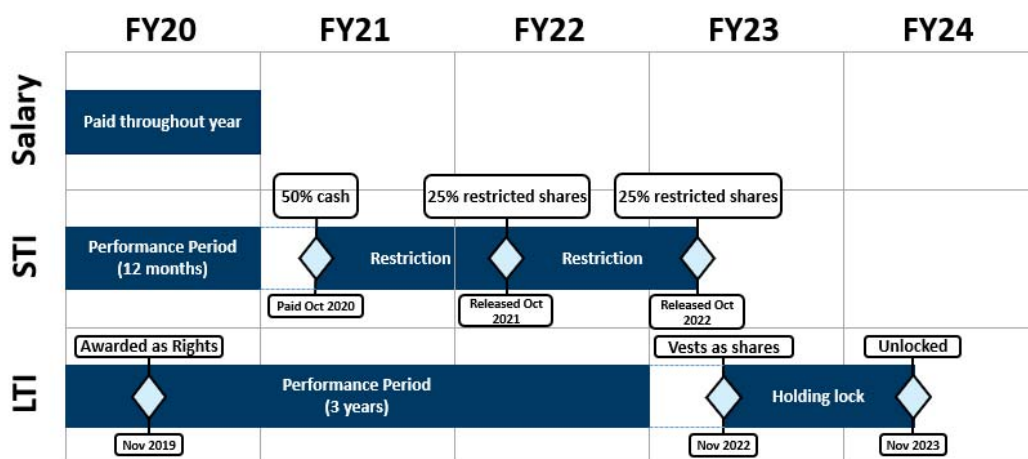 FY20
FY21
FY22
FY23
FY24
Salary
Paid throughout year
STI
50% cash
25% restricted shares
25% restricted shares
Performance Period
(12 months)
Restriction
Restriction
Paid Oct 2020
Released Oct
2021
Released Oct
2022
LTI
Awarded as Rights
Vests as shares
Unlocked
Performance Period
(3 years)
Holding lock
Nov 2019
Nov 2022
Nov 2023